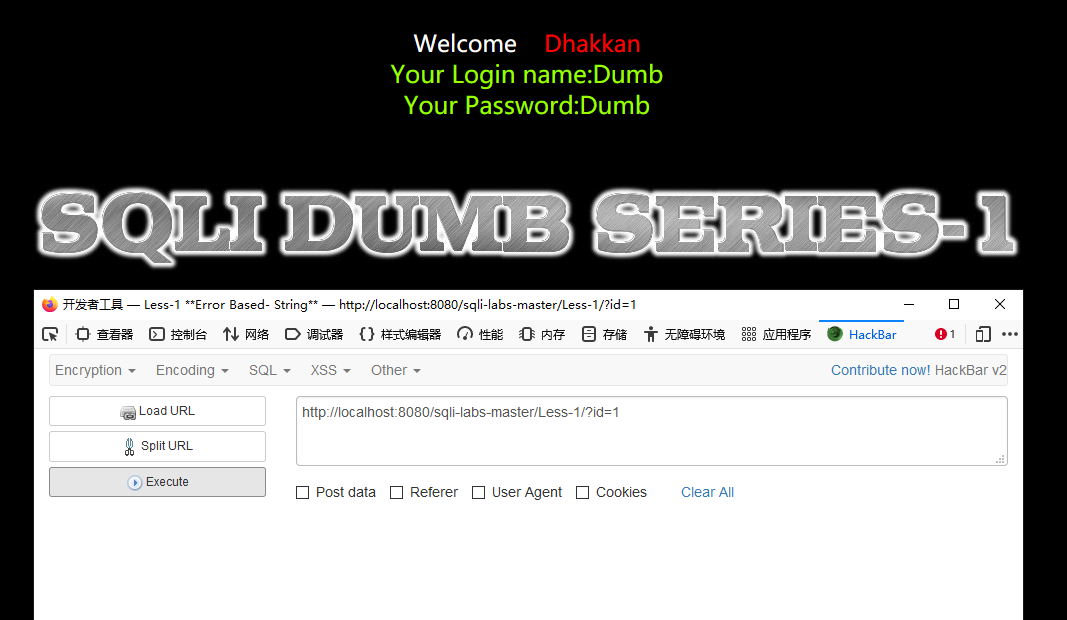 Welcome Dhakkan
Your Login name:Dumb
Your Password:Dumb
SQLI DUMB SERIES-1
开发者工具 — Less-1 **Error Based- String** — http://localhost:8080/sqli-labs-master/Less-1/?id=1
查看器 控制台 网络 调试器 样式编辑器 性能 内存 存储 无障碍环境 应用程序 HackBar 1
Encryption Encoding SQL XSS Other Contribute now! HackBar v2
Load URL
http://localhost:8080/sqli-labs-master/Less-1/?id=1
Split URL
Execute
Post data Referer User Agent Cookies Clear All